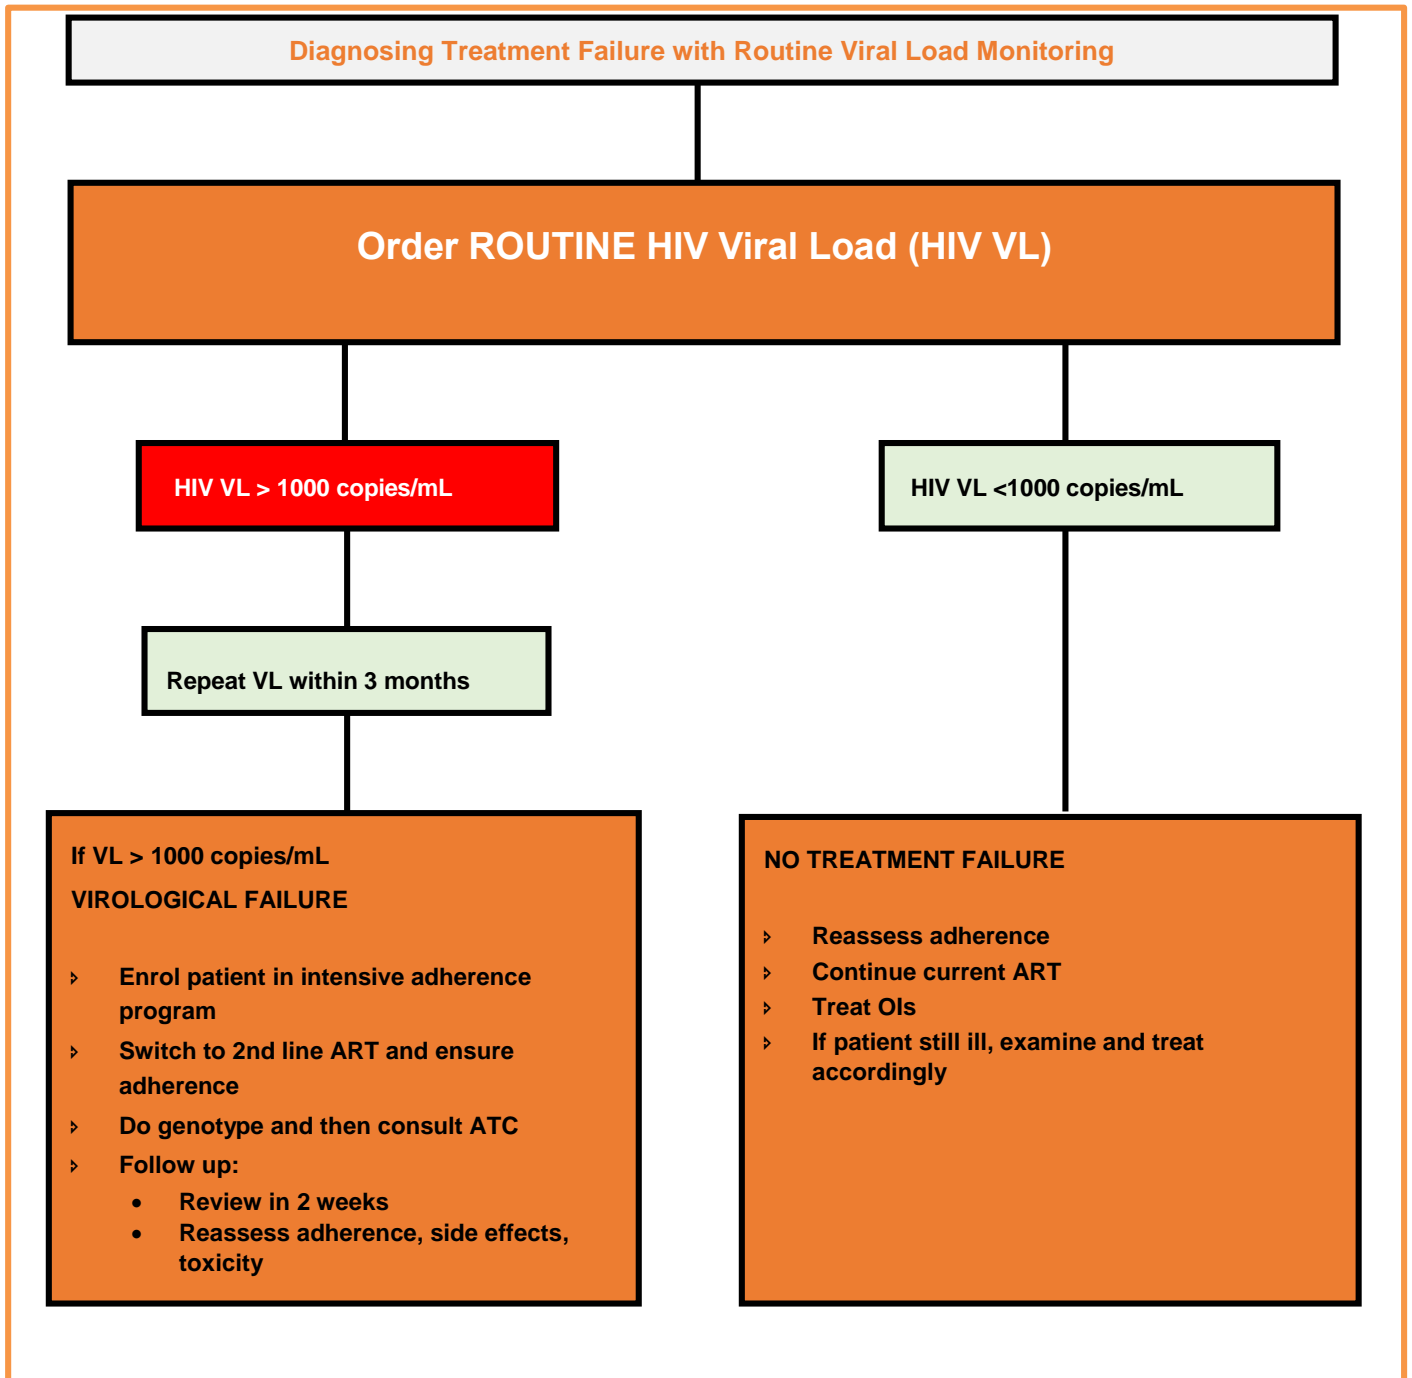 Diagnosing Treatment Failure with Routine Viral Load Monitoring
Order ROUTINE HIV Viral Load (HIV VL)
HIV VL > 1000 copies/mL
HIV VL <1000 copies/mL
Repeat VL within 3 months
If VL > 1000 copies/mL
VIROLOGICAL FAILURE
Enrol patient in intensive adherence
program
Switch to 2nd line ART and ensure
adherence
Do genotype and then consult ATC
Follow up:
• Review in 2 weeks
• Reassess adherence, side effects,
toxicity
NO TREATMENT FAILURE
Reassess adherence
Continue current ART
Treat OIs
If patient still ill, examine and treat
accordingly